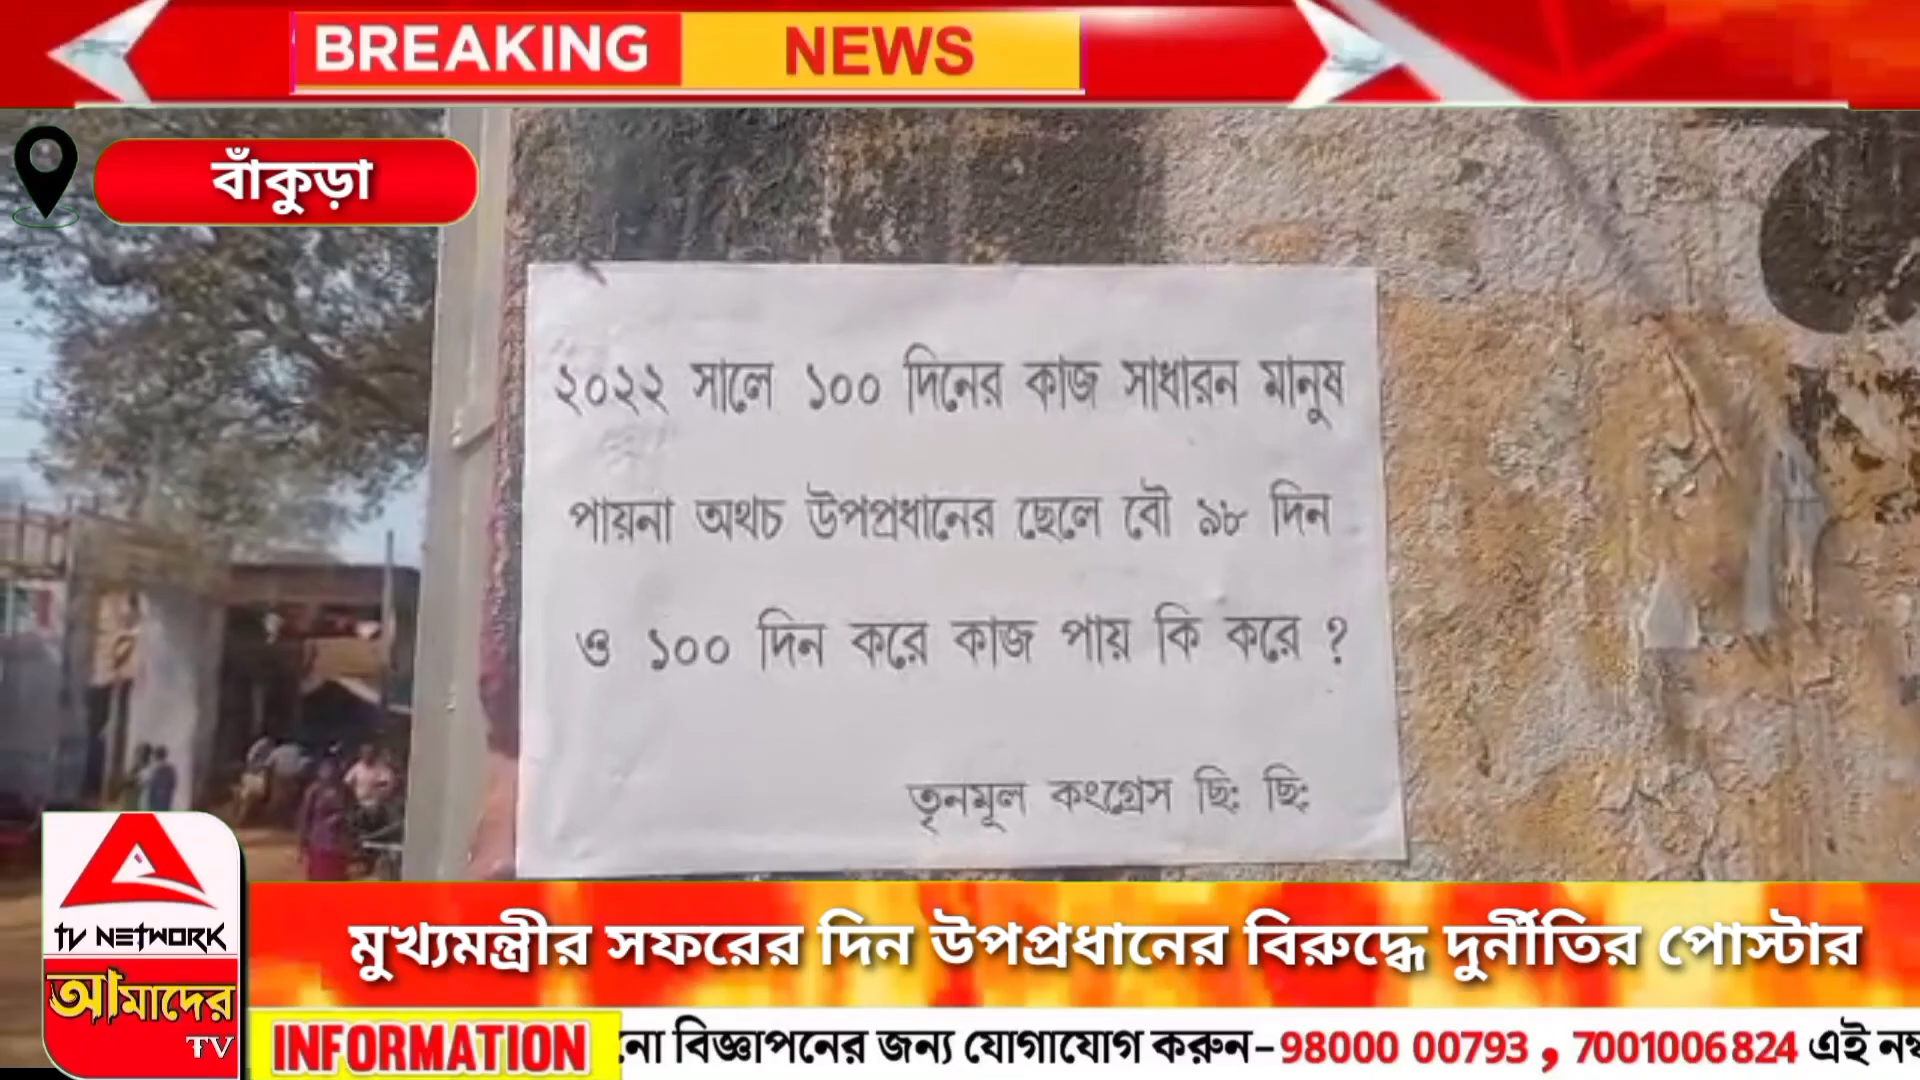 BREAKING NEWS
বাঁকুড়া
২০২২ সালে ১০০ দিনের কাজ সাধারন মানুষ
পায়না অথচ উপপ্রধানের ছেলে বৌ ৯৮ দিন
ও ১০০ দিন করে কাজ পায় কি করে ?
তৃনমূল কংগ্রেস ছি: ছি:
TV NETWORK
আমাদের
TV
মুখ্যমন্ত্রীর সফরের দিন উপপ্রধানের বিরুদ্ধে দুর্নীতির পোস্টার
INFORMATION
বিজ্ঞাপনের জন্য যোগাযোগ করুন-98000 00793 , 7001006824 এই